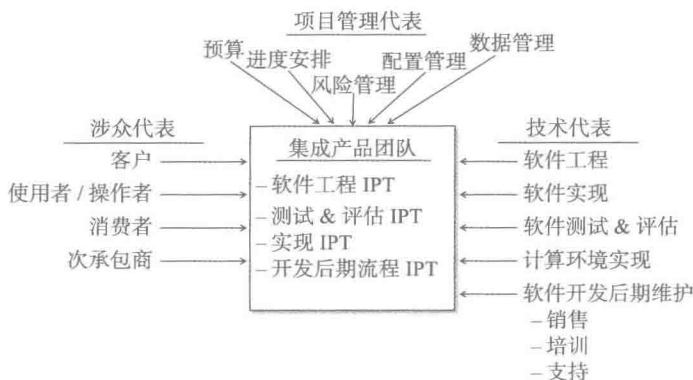 项目管理代表
预算
进度安排
风险管理
配置管理
数据管理
涉众代表
客户
使用者 / 操作者
消费者
次承包商
集成产品团队
– 软件工程 IPT
– 测试 & 评估 IPT
– 实现 IPT
– 开发后期流程 IPT
技术代表
软件工程
软件实现
软件测试 & 评估
计算环境实现
软件开发后期维护
– 销售
– 培训
– 支持